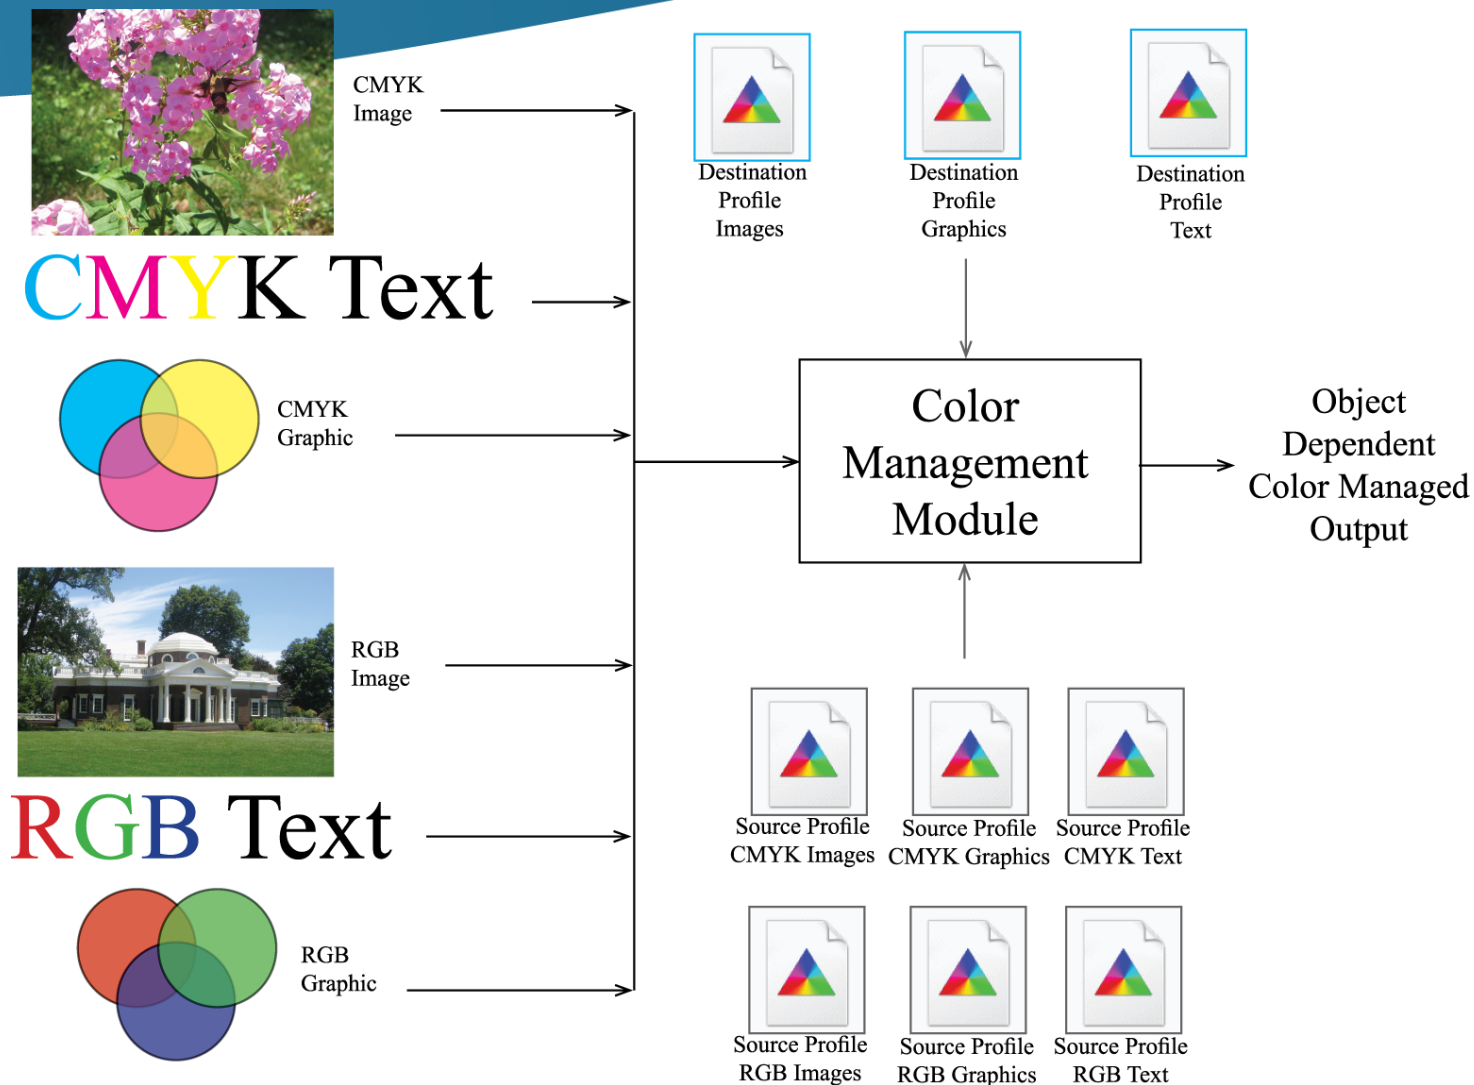 CMYK
Image
CMYK Text
CMYK
Graphic
RGB
Image
RGB Text
RGB
Graphic
Destination
Profile
Images
Destination
Profile
Graphics
Destination
Profile
Text
Color
Management
Module
Object
Dependent
Color Managed
Output
Source Profile
CMYK Images
Source Profile
CMYK Graphics
Source Profile
CMYK Text
Source Profile
RGB Images
Source Profile
RGB Graphics
Source Profile
RGB Text